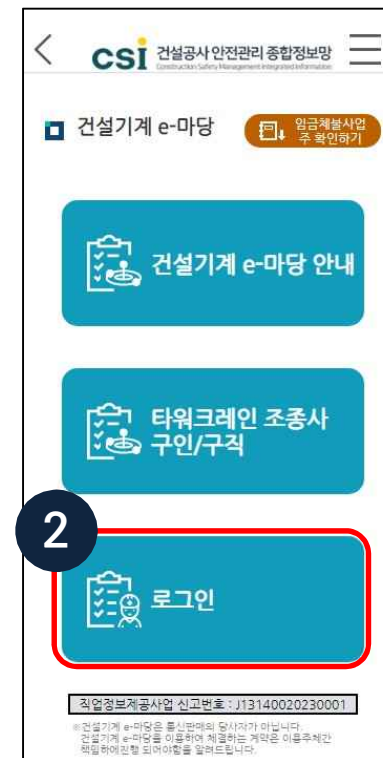 CSI 건설공사 안전관리 종합정보망
Construction Safety Management Integrated Information
건설기계 e-마당
임금체불사업
주 확인하기
건설기계 e-마당 안내
타워크레인 조종사
구인/구직
2
로그인
직업정보제공사업 신고번호 : J13140020230001
※건설기계 e-마당은 통신판매의 당사자가 아닙니다.
건설기계 e-마당을 이용하여 체결하는 계약은 이용주체간
책임하에진행 되어야함을 알려드립니다.